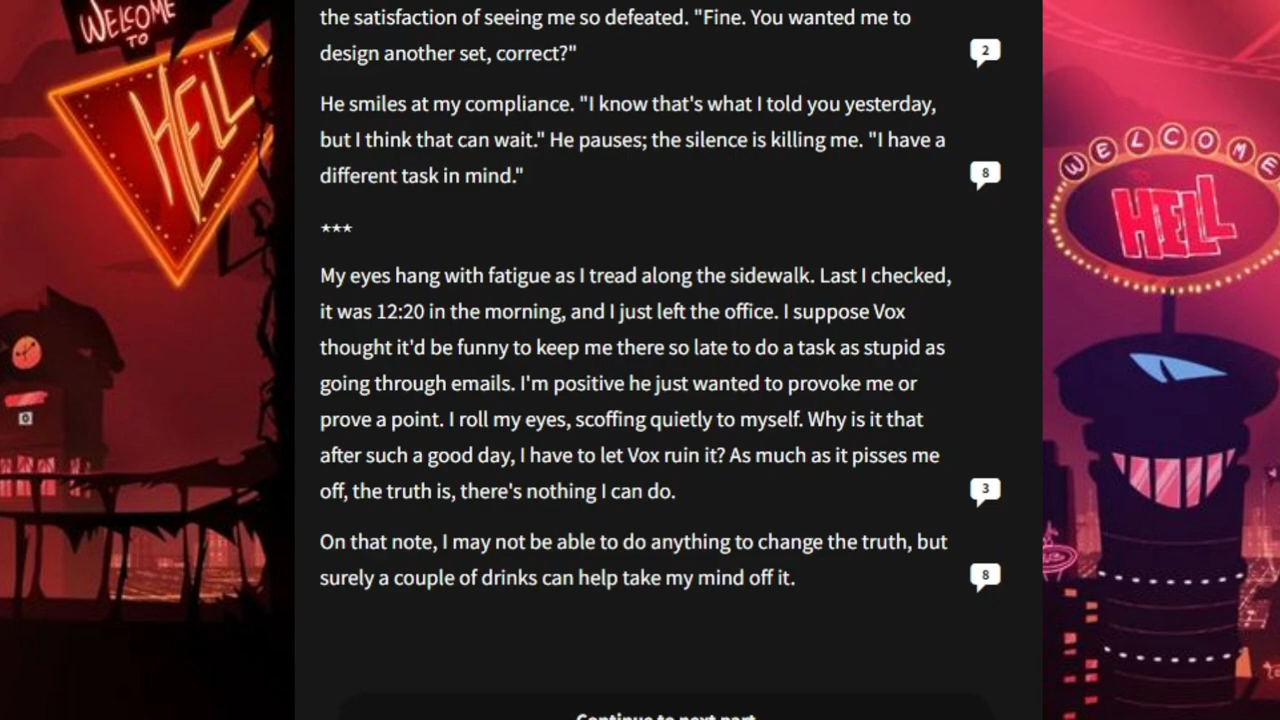 WELCOME
TO
HELL
the satisfaction of seeing me so defeated. "Fine. You wanted me to
design another set, correct?"
2
He smiles at my compliance. "I know that's what I told you yesterday,
but I think that can wait." He pauses; the silence is killing me. "I have a
different task in mind."
8
***
My eyes hang with fatigue as I tread along the sidewalk. Last I checked,
it was 12:20 in the morning, and I just left the office. I suppose Vox
thought it'd be funny to keep me there so late to do a task as stupid as
going through emails. I'm positive he just wanted to provoke me or
prove a point. I roll my eyes, scoffing quietly to myself. Why is it that
after such a good day, I have to let Vox ruin it? As much as it pisses me
off, the truth is, there's nothing I can do.
3
On that note, I may not be able to do anything to change the truth, but
surely a couple of drinks can help take my mind off it.
8
Continue to next part
WELCOME
HELL